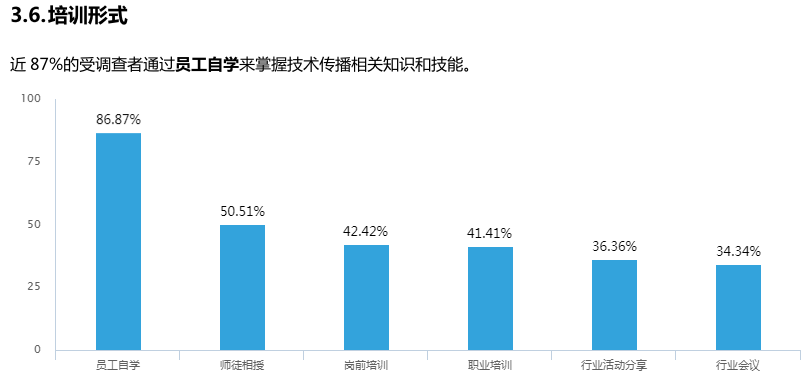 3.6.培训形式
近 87%的受调查者通过员工自学来掌握技术传播相关知识和技能。
100
75
50
25
0
86.87%
50.51%
42.42%
41.41%
36.36%
34.34%
员工自学
师徒相授
岗前培训
职业培训
行业活动分享
行业会议